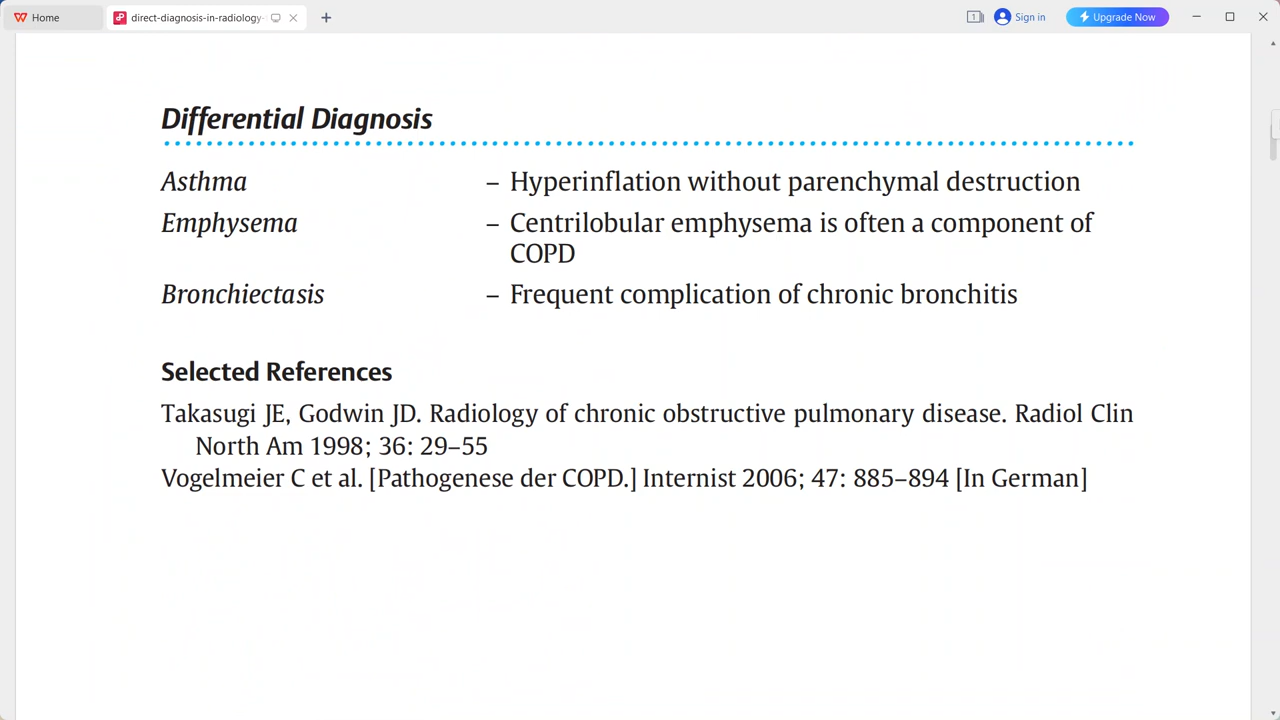 Home
direct-diagnosis-in-radiology-
1
Sign in
Upgrade Now
Differential Diagnosis
Asthma – Hyperinflation without parenchymal destruction
Emphysema – Centrilobular emphysema is often a component of
COPD
Bronchiectasis – Frequent complication of chronic bronchitis
Selected References
Takasugi JE, Godwin JD. Radiology of chronic obstructive pulmonary disease. Radiol Clin
North Am 1998; 36: 29–55
Vogelmeier C et al. [Pathogenese der COPD.] Internist 2006; 47: 885–894 [In German]